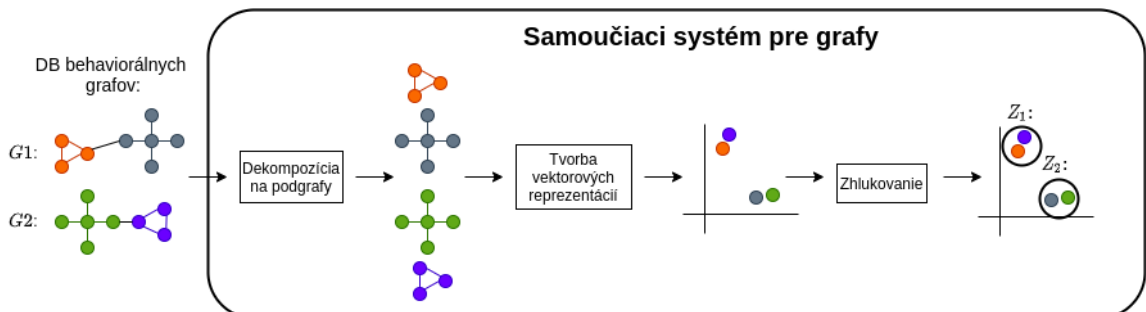 Samoučiaci systém pre grafy
DB behaviorálnych
grafov:
G1:
G2:
Dekompozícia
na podgrafy
Tvorba
vektorových
reprezentácií
Zhlukovanie
Z1:
Z2: